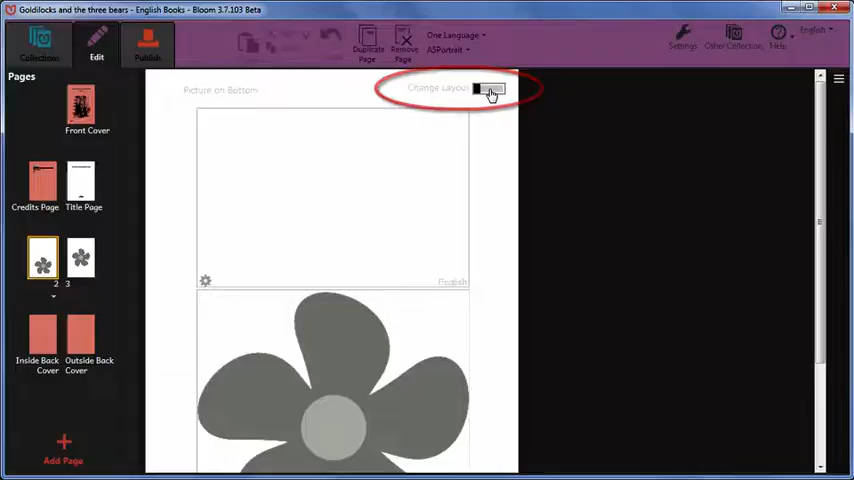 Goldilocks and the three bears - English Books - Bloom 3.7.103 Beta
Collections
Edit
Publish
Duplicate
Page
Remove
Page
One Language
A5Portrait
Settings
Other Collection
Help
English
Pages
Front Cover
Credits Page
Title Page
2
3
Inside Back
Cover
Outside Back
Cover
Add Page
Picture on Bottom
Change Layout
English